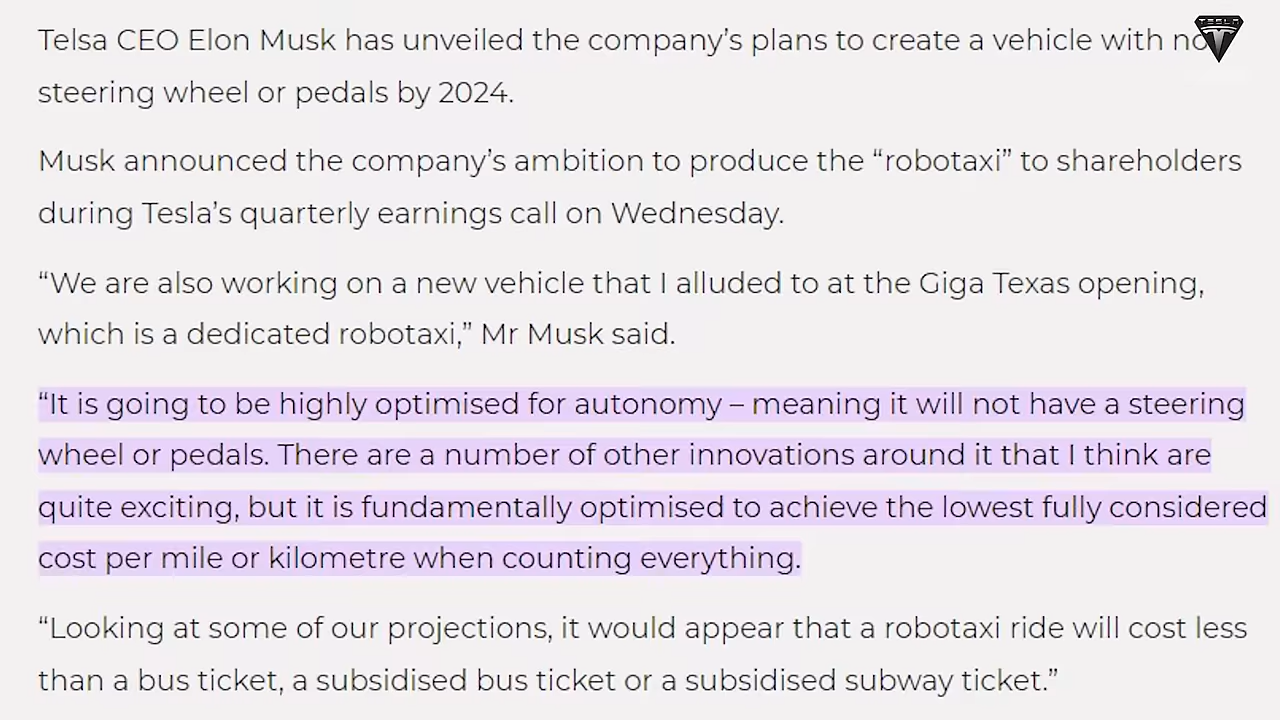 Telsa CEO Elon Musk has unveiled the company’s plans to create a vehicle with no
steering wheel or pedals by 2024.
Musk announced the company’s ambition to produce the “robotaxi” to shareholders
during Tesla’s quarterly earnings call on Wednesday.
“We are also working on a new vehicle that I alluded to at the Giga Texas opening,
which is a dedicated robotaxi,” Mr Musk said.
“It is going to be highly optimised for autonomy – meaning it will not have a steering
wheel or pedals. There are a number of other innovations around it that I think are
quite exciting, but it is fundamentally optimised to achieve the lowest fully considered
cost per mile or kilometre when counting everything.
“Looking at some of our projections, it would appear that a robotaxi ride will cost less
than a bus ticket, a subsidised bus ticket or a subsidised subway ticket.”
TESLA